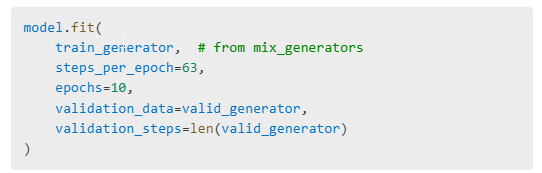 model.fit(
    train_generator,  # from mix_generators
    steps_per_epoch=63,
    epochs=10,
    validation_data=valid_generator,
    validation_steps=len(valid_generator)
)